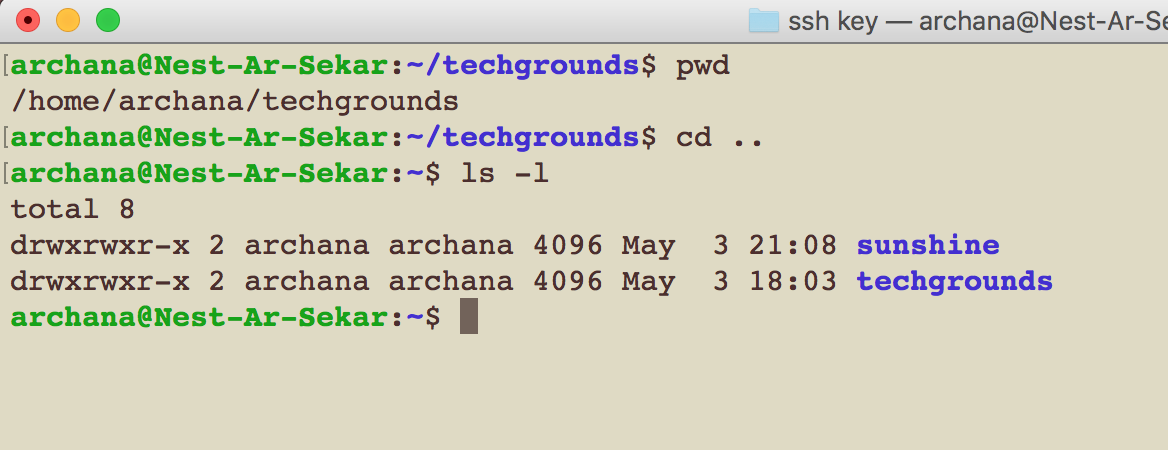 ssh key — archana@Nest-Ar-Se
[archana@Nest-Ar-Sekar:~/techgrounds$ pwd
/home/archana/techgrounds
[archana@Nest-Ar-Sekar:~/techgrounds$ cd ..
[archana@Nest-Ar-Sekar:~$ ls -l
total 8
drwxrwxr-x 2 archana archana 4096 May  3 21:08 sunshine
drwxrwxr-x 2 archana archana 4096 May  3 18:03 techgrounds
archana@Nest-Ar-Sekar:~$